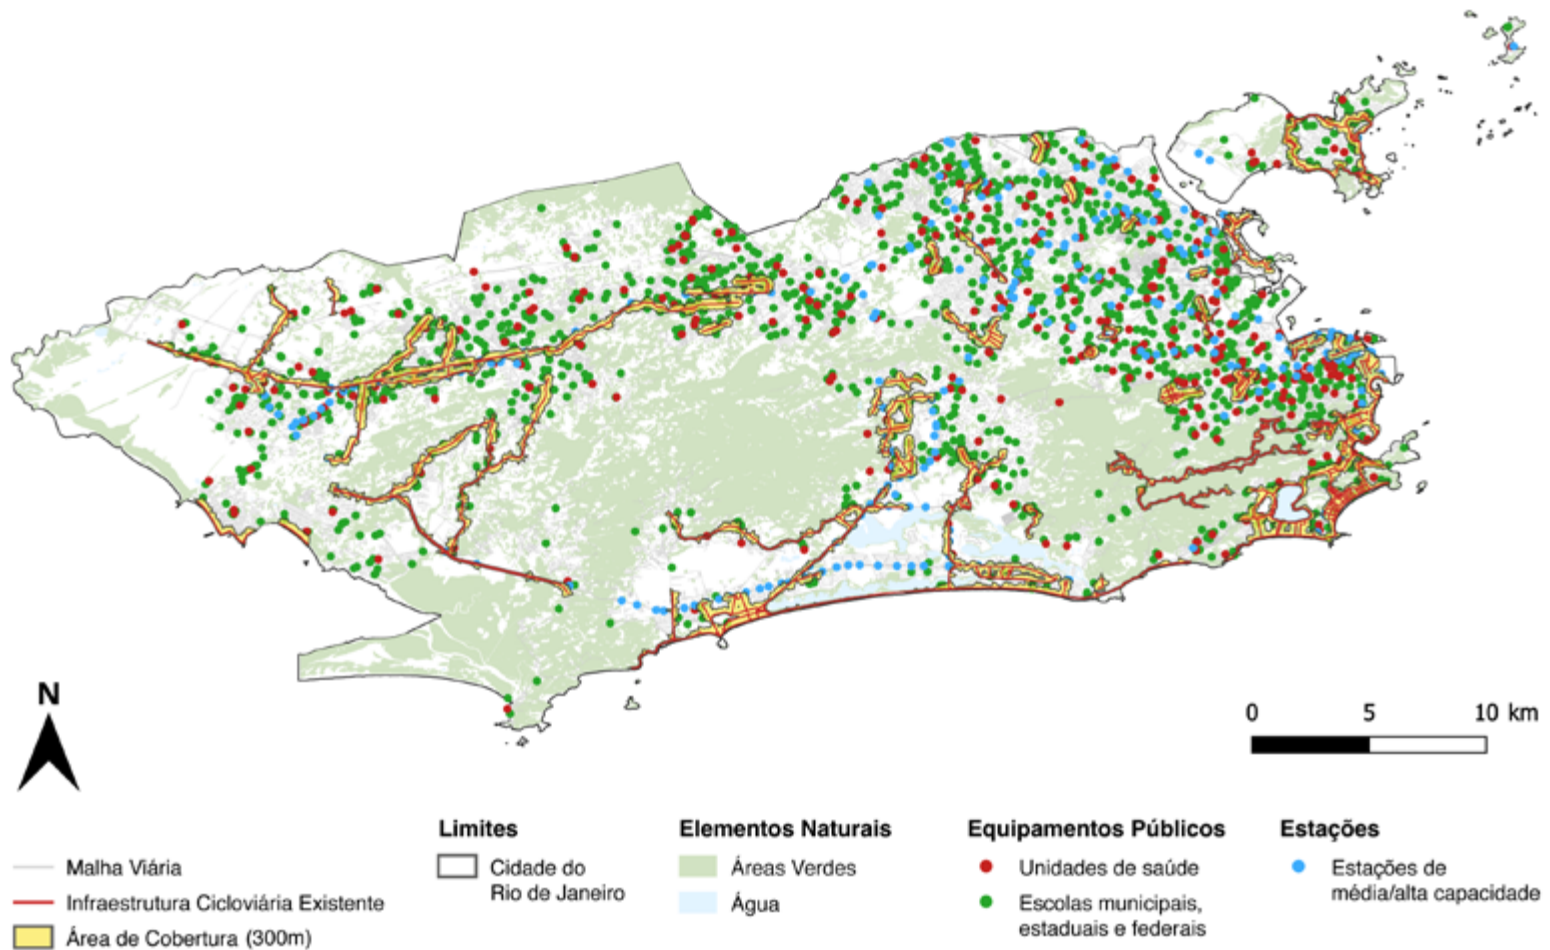 N
0 5 10 km
Malha Viária
Infraestrutura Cicloviária Existente
Área de Cobertura (300m)
Limites
Cidade do
Rio de Janeiro
Elementos Naturais
Áreas Verdes
Água
Equipamentos Públicos
Unidades de saúde
Escolas municipais,
estaduais e federais
Estações
Estações de
média/alta capacidade